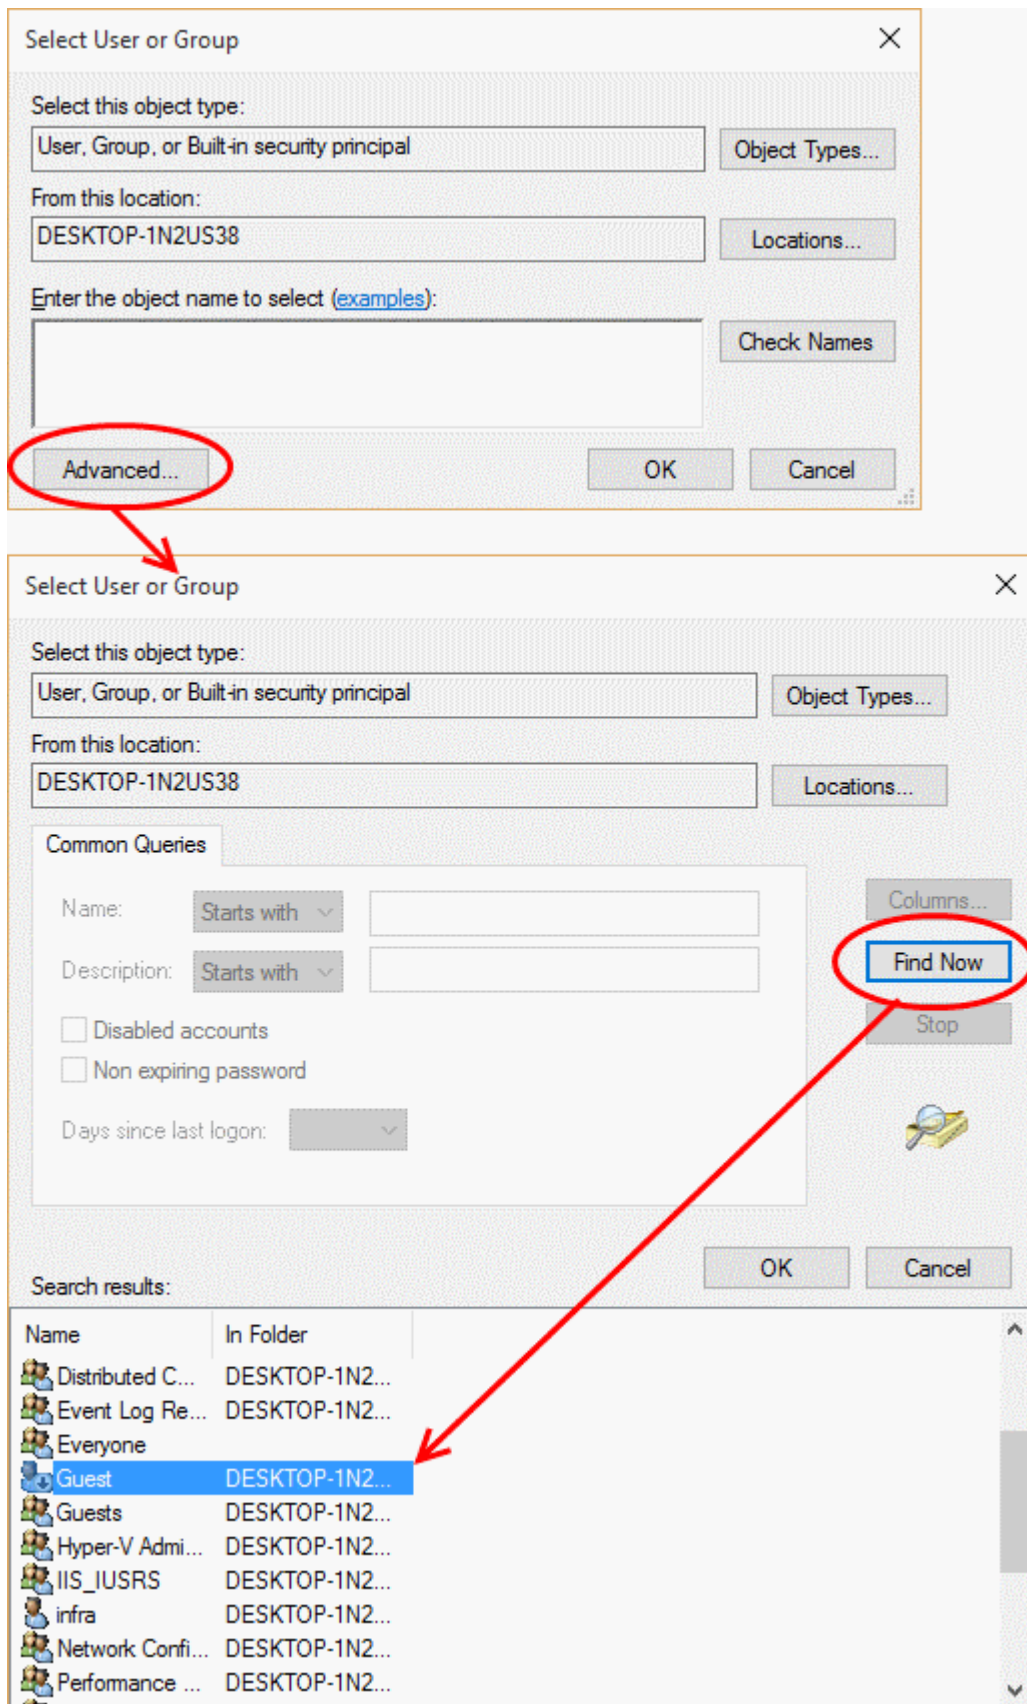 Select User or Group
Select this object type:
User, Group, or Built-in security principal
Object Types...
From this location:
DESKTOP-1N2US38
Locations...
Enter the object name to select (examples):
Check Names
Advanced...
OK
Cancel
Select User or Group
Select this object type:
User, Group, or Built-in security principal
Object Types...
From this location:
DESKTOP-1N2US38
Locations...
Common Queries
Name:
Starts with
Columns...
Find Now
Description:
Starts with
Stop
Disabled accounts
Non expiring password
Days since last logon:
OK
Cancel
Search results:
Name In Folder
Distributed C... DESKTOP-1N2...
Event Log Re... DESKTOP-1N2...
Everyone
Guest DESKTOP-1N2...
Guests DESKTOP-1N2...
Hyper-V Admi... DESKTOP-1N2...
IIS_IUSRS DESKTOP-1N2...
infra DESKTOP-1N2...
Network Confi... DESKTOP-1N2...
Performance ... DESKTOP-1N2...